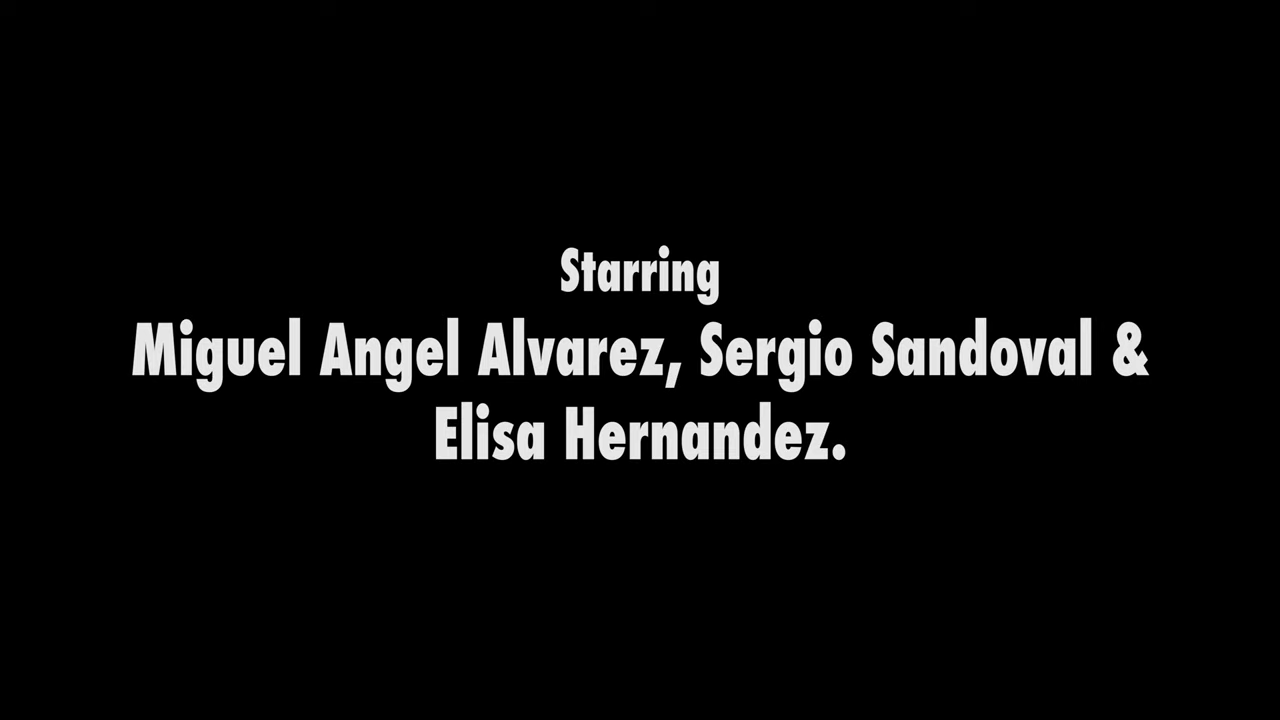 Starring
Miguel Angel Alvarez, Sergio Sandoval &
Elisa Hernandez.